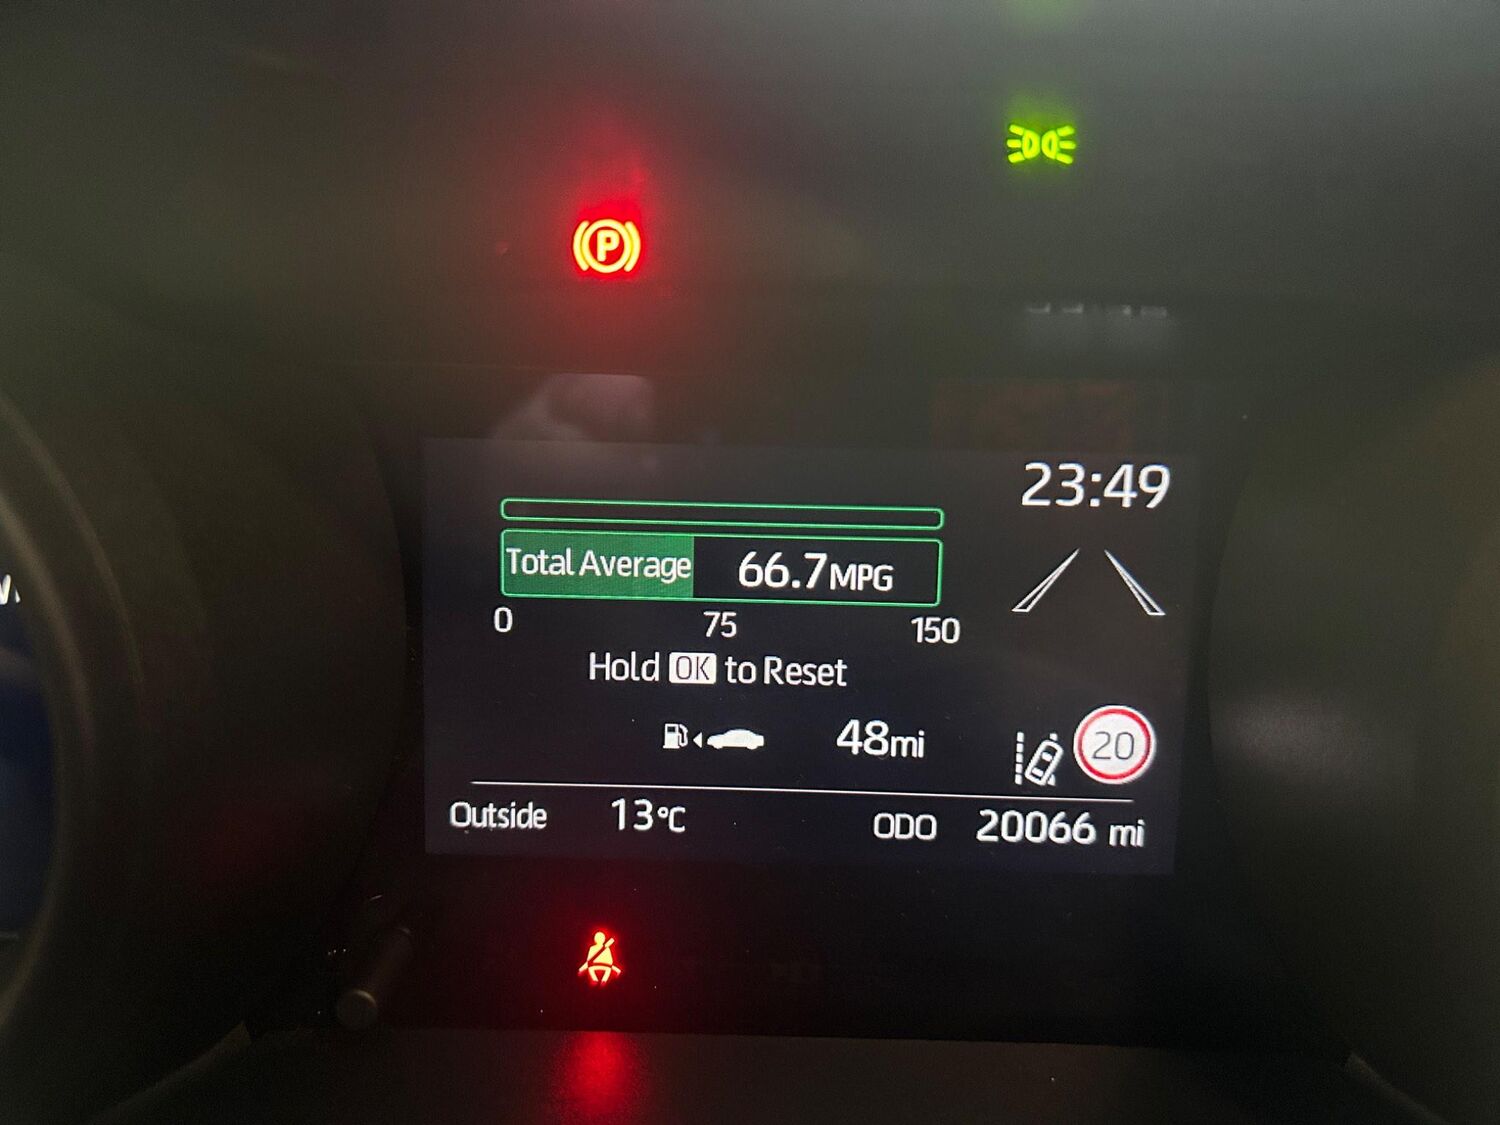 P
23:49
Total Average 66.7MPG
0 75 150
Hold OK to Reset
48mi
20
Outside 13°C ODO 20066 mi